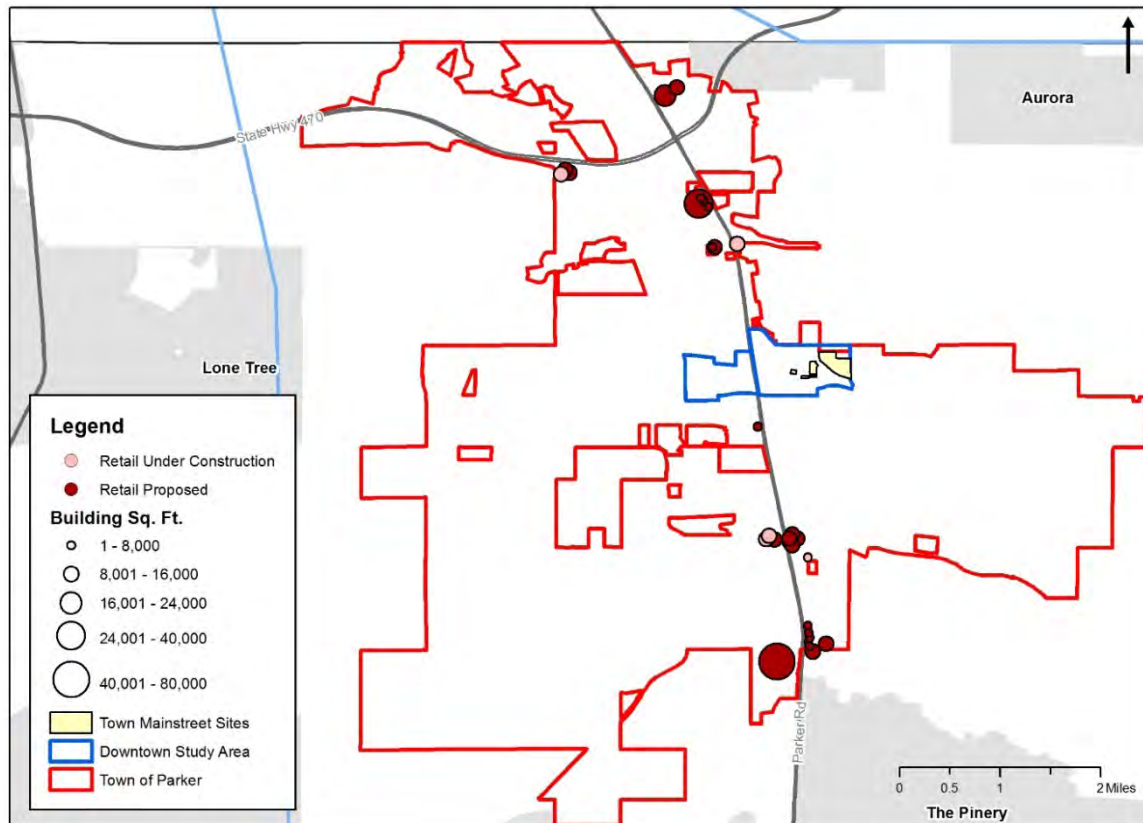 Aurora
State Hwy 470
Lone Tree
Legend
Retail Under Construction
Retail Proposed
Building Sq. Ft.
1 - 8,000
8,001 - 16,000
16,001 - 24,000
24,001 - 40,000
40,001 - 80,000
Town Mainstreet Sites
Downtown Study Area
Town of Parker
Parker Rd
0 0.5 1 2 Miles
The Pinery